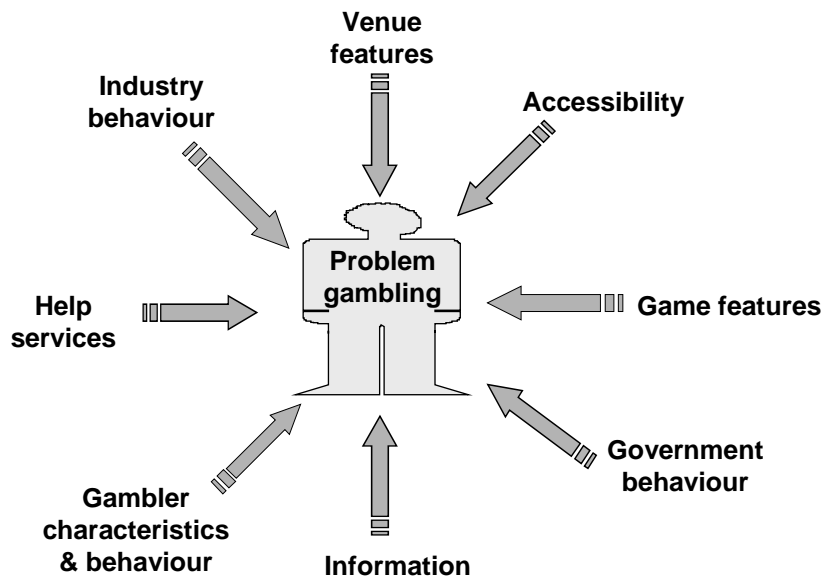 Venue
features
Industry
behaviour
Accessibility
Problem
gambling
Help
services
Game features
Government
behaviour
Gambler
characteristics
& behaviour
Information